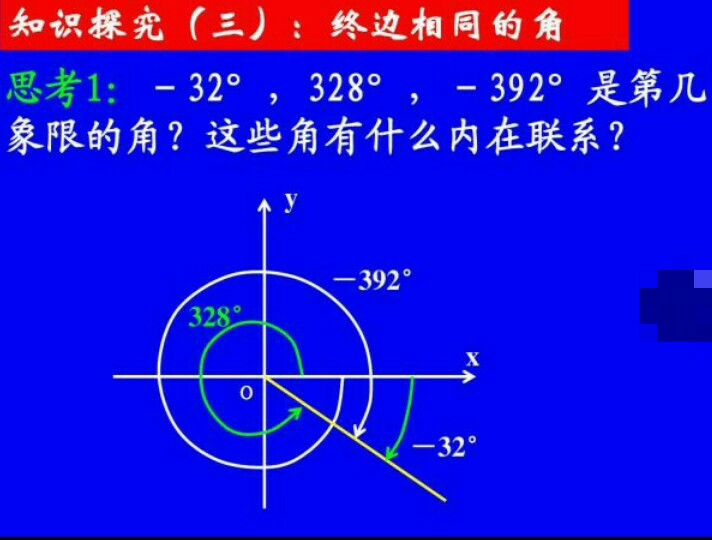 知识探究（三）：终边相同的角
思考1： －32° ，328° ，－392° 是第几
象限的角？这些角有什么内在联系？
y
－392°
328°
x
o
－32°